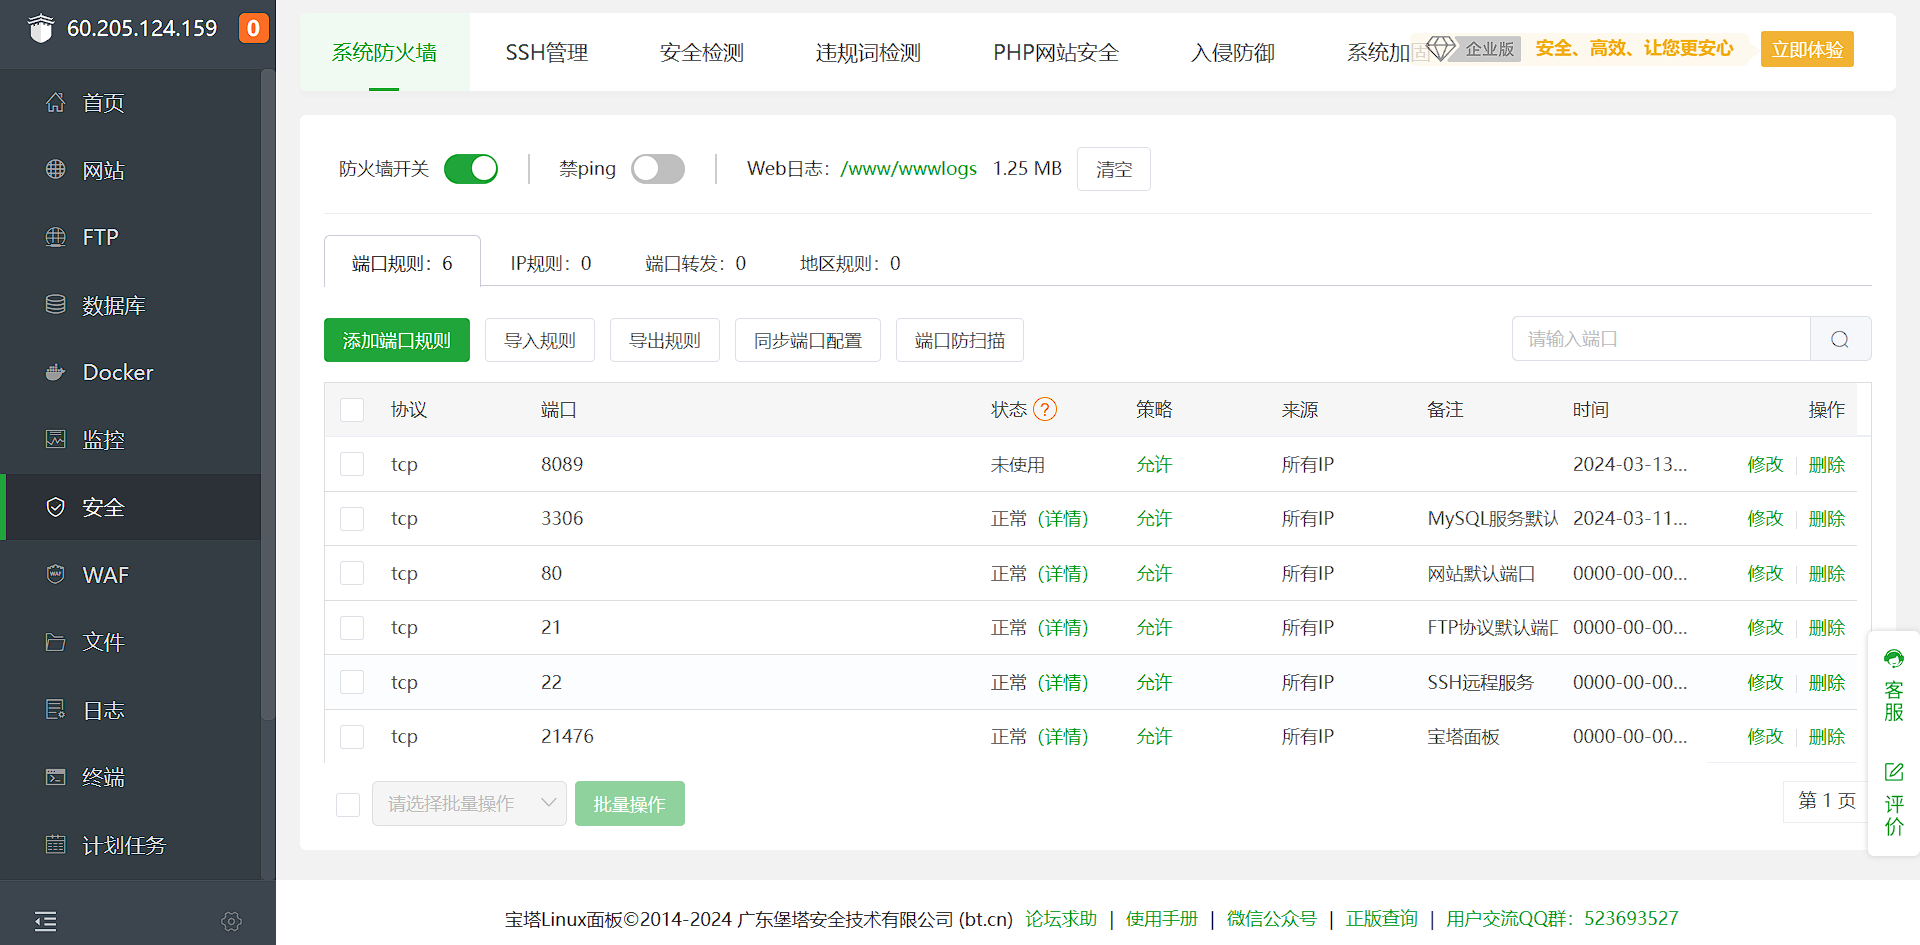 60.205.124.159 0
首页
网站
FTP
数据库
Docker
监控
安全
WAF
文件
日志
终端
计划任务
系统防火墙 SSH管理 安全检测 违规词检测 PHP网站安全 入侵防御 系统加固 企业版 安全、高效、让您更安心 立即体验
防火墙开关 禁ping Web日志：/www/wwwlogs 1.25 MB 清空
端口规则：6 IP规则：0 端口转发：0 地区规则：0
添加端口规则 导入规则 导出规则 同步端口配置 端口防扫描 请输入端口
协议 端口 状态 ? 策略 来源 备注 时间 操作
tcp 8089 未使用 允许 所有IP 2024-03-13... 修改 删除
tcp 3306 正常 (详情) 允许 所有IP MySQL服务默认 2024-03-11... 修改 删除
tcp 80 正常 (详情) 允许 所有IP 网站默认端口 0000-00-00... 修改 删除
tcp 21 正常 (详情) 允许 所有IP FTP协议默认端 0000-00-00... 修改 删除
tcp 22 正常 (详情) 允许 所有IP SSH远程服务 0000-00-00... 修改 删除
tcp 21476 正常 (详情) 允许 所有IP 宝塔面板 0000-00-00... 修改 删除
请选择批量操作 批量操作 第 1 页
客服
评价
宝塔Linux面板©2014-2024 广东堡塔安全技术有限公司 (bt.cn) 论坛求助 | 使用手册 | 微信公众号 | 正版查询 | 用户交流QQ群：523693527